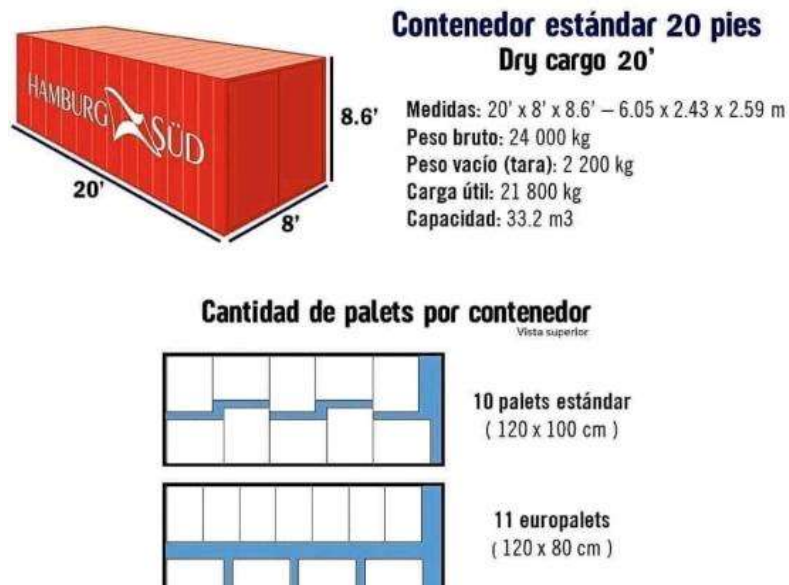 Contenedor estándar 20 pies
Dry cargo 20'
HAMBURG SÜD
8.6'
20'
8'
Medidas: 20' x 8' x 8.6' – 6.05 x 2.43 x 2.59 m
Peso bruto: 24 000 kg
Peso vacío (tara): 2 200 kg
Carga útil: 21 800 kg
Capacidad: 33.2 m3
Cantidad de palets por contenedor
Vista superior
10 palets estándar
( 120 x 100 cm )
11 europalets
( 120 x 80 cm )